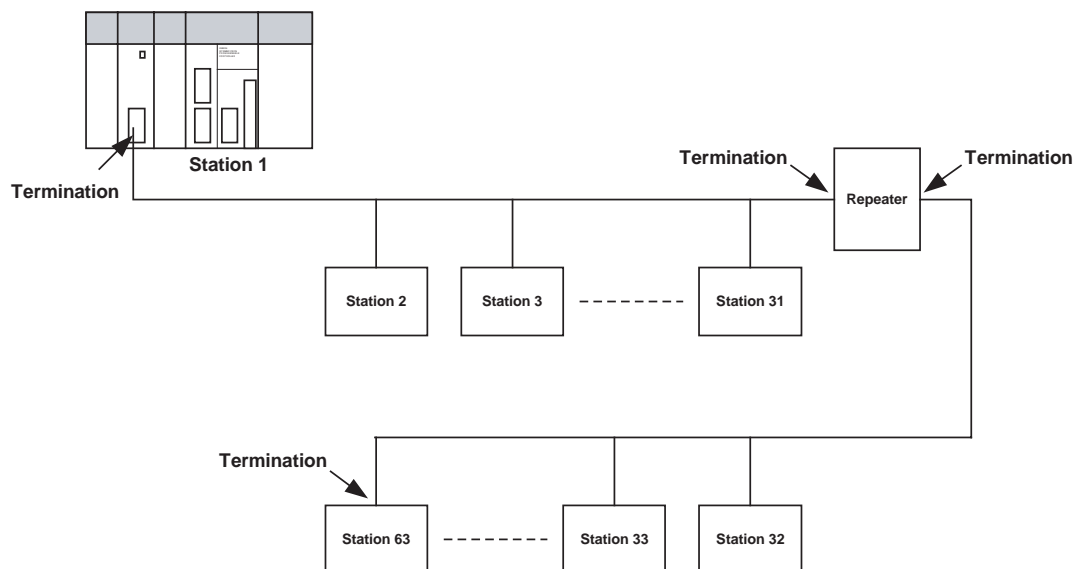 Station 1
Termination
Termination
Termination
Repeater
Station 2
Station 3
Station 31
Termination
Station 63
Station 33
Station 32